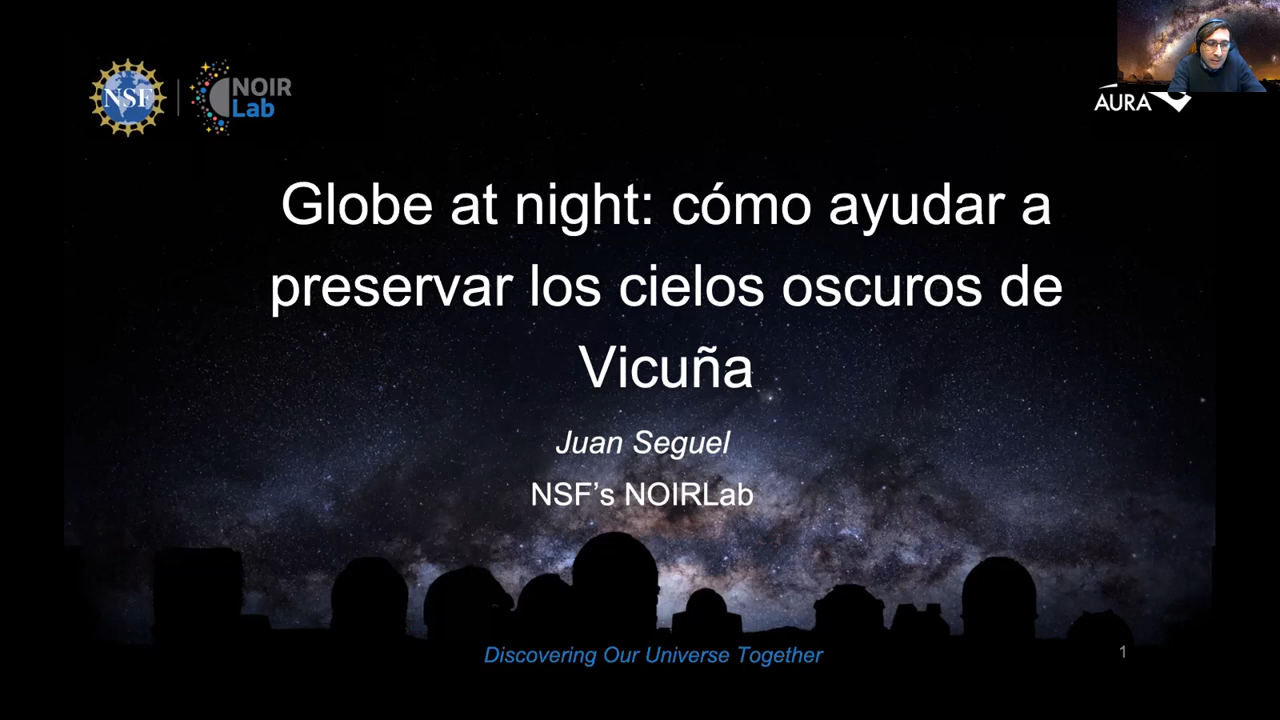 NSF
NOIR
Lab
AURA
Globe at night: cómo ayudar a
preservar los cielos oscuros de
Vicuña
Juan Seguel
NSF's NOIRLab
Discovering Our Universe Together
1